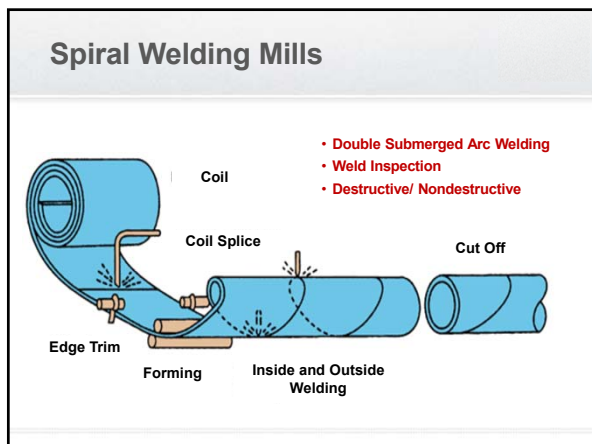 Spiral Welding Mills
• Double Submerged Arc Welding
• Weld Inspection
• Destructive/ Nondestructive
Coil
Coil Splice
Cut Off
Edge Trim
Forming
Inside and Outside
Welding